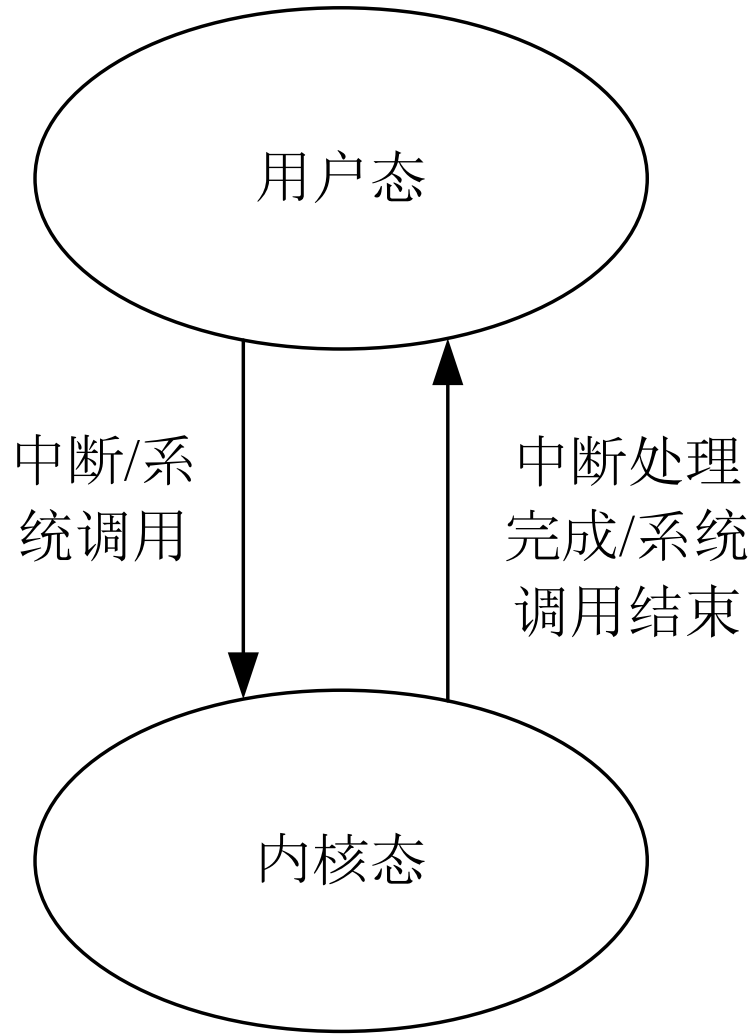 用户态
中断/系
统调用
中断处理
完成/系统
调用结束
内核态